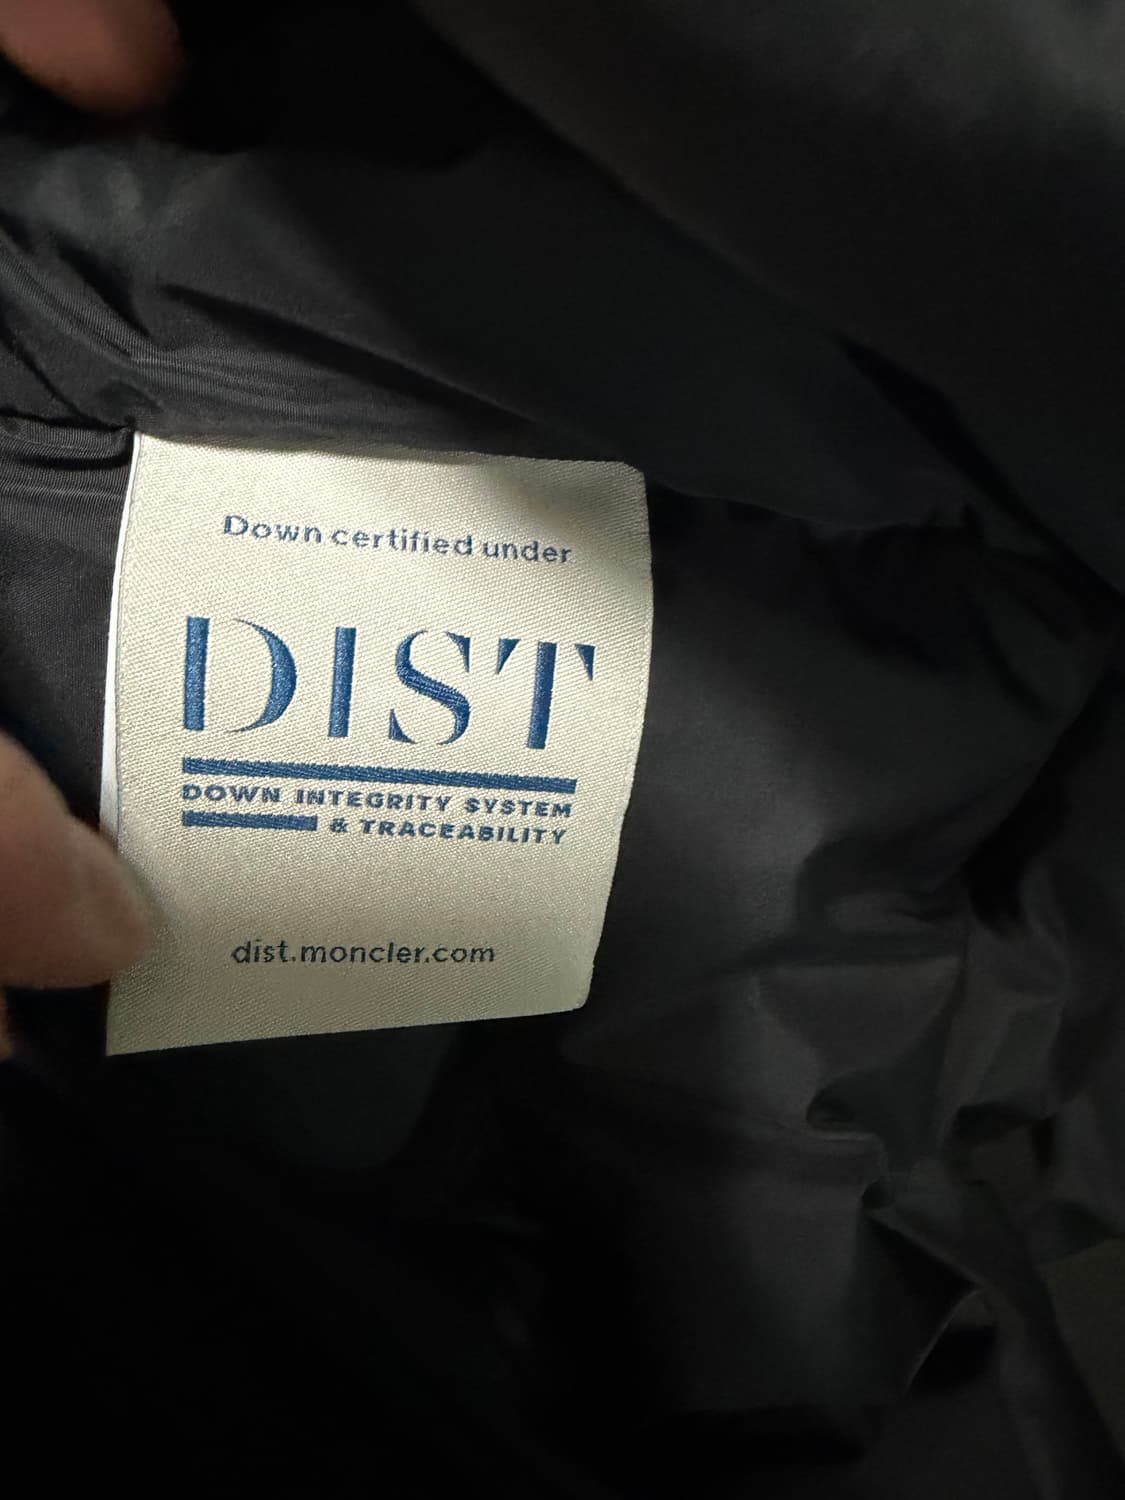 Down certified under
DIST
DOWN INTEGRITY SYSTEM
& TRACEABILITY
dist.moncler.com